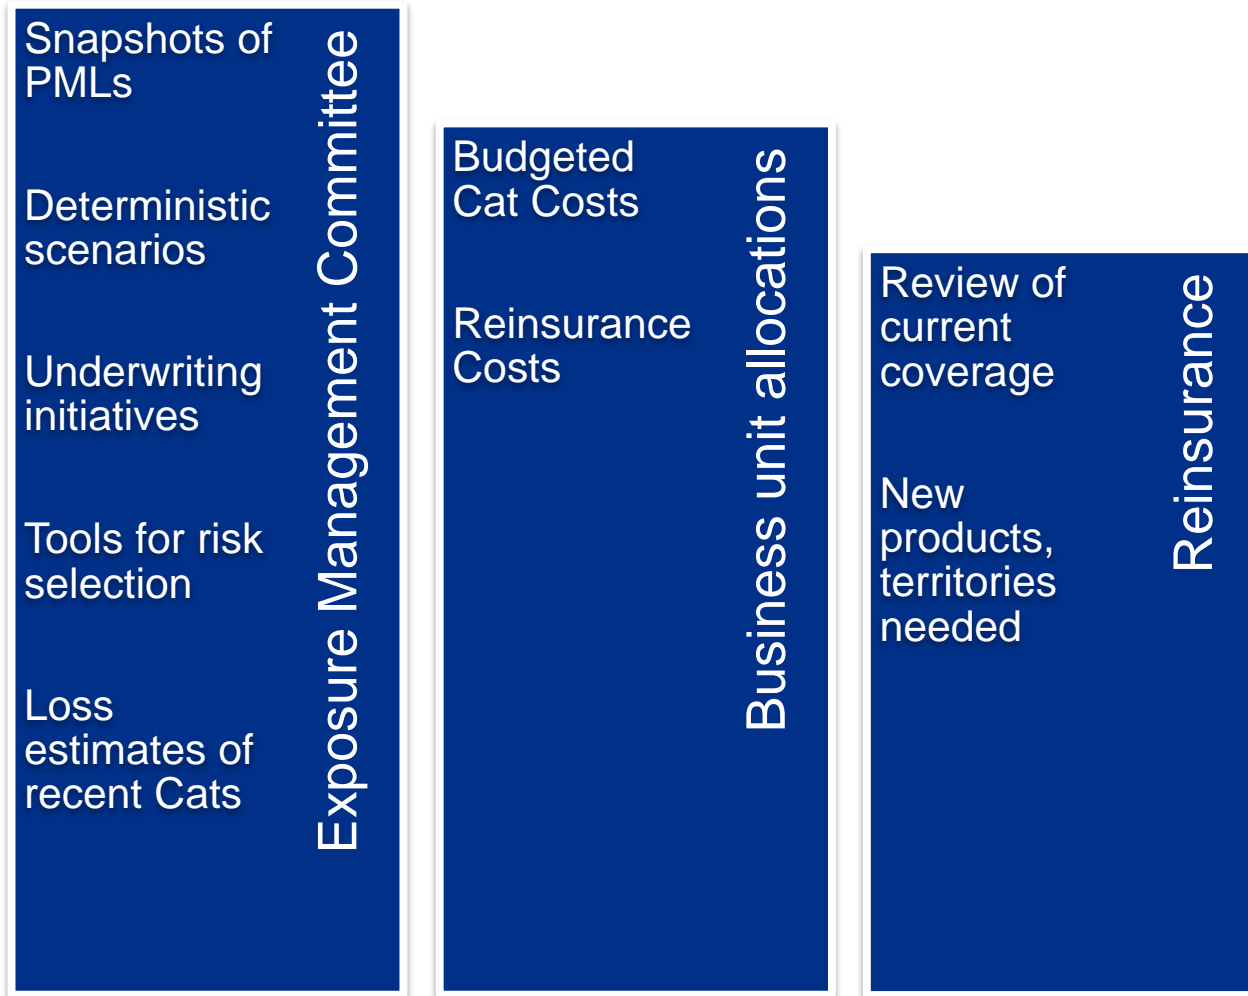 Snapshots of
PMLs
Deterministic
scenarios
Underwriting
initiatives
Tools for risk
selection
Loss
estimates of
recent Cats
Exposure Management Committee
Budgeted
Cat Costs
Reinsurance
Costs
Business unit allocations
Review of
current
coverage
New
products,
territories
needed
Reinsurance